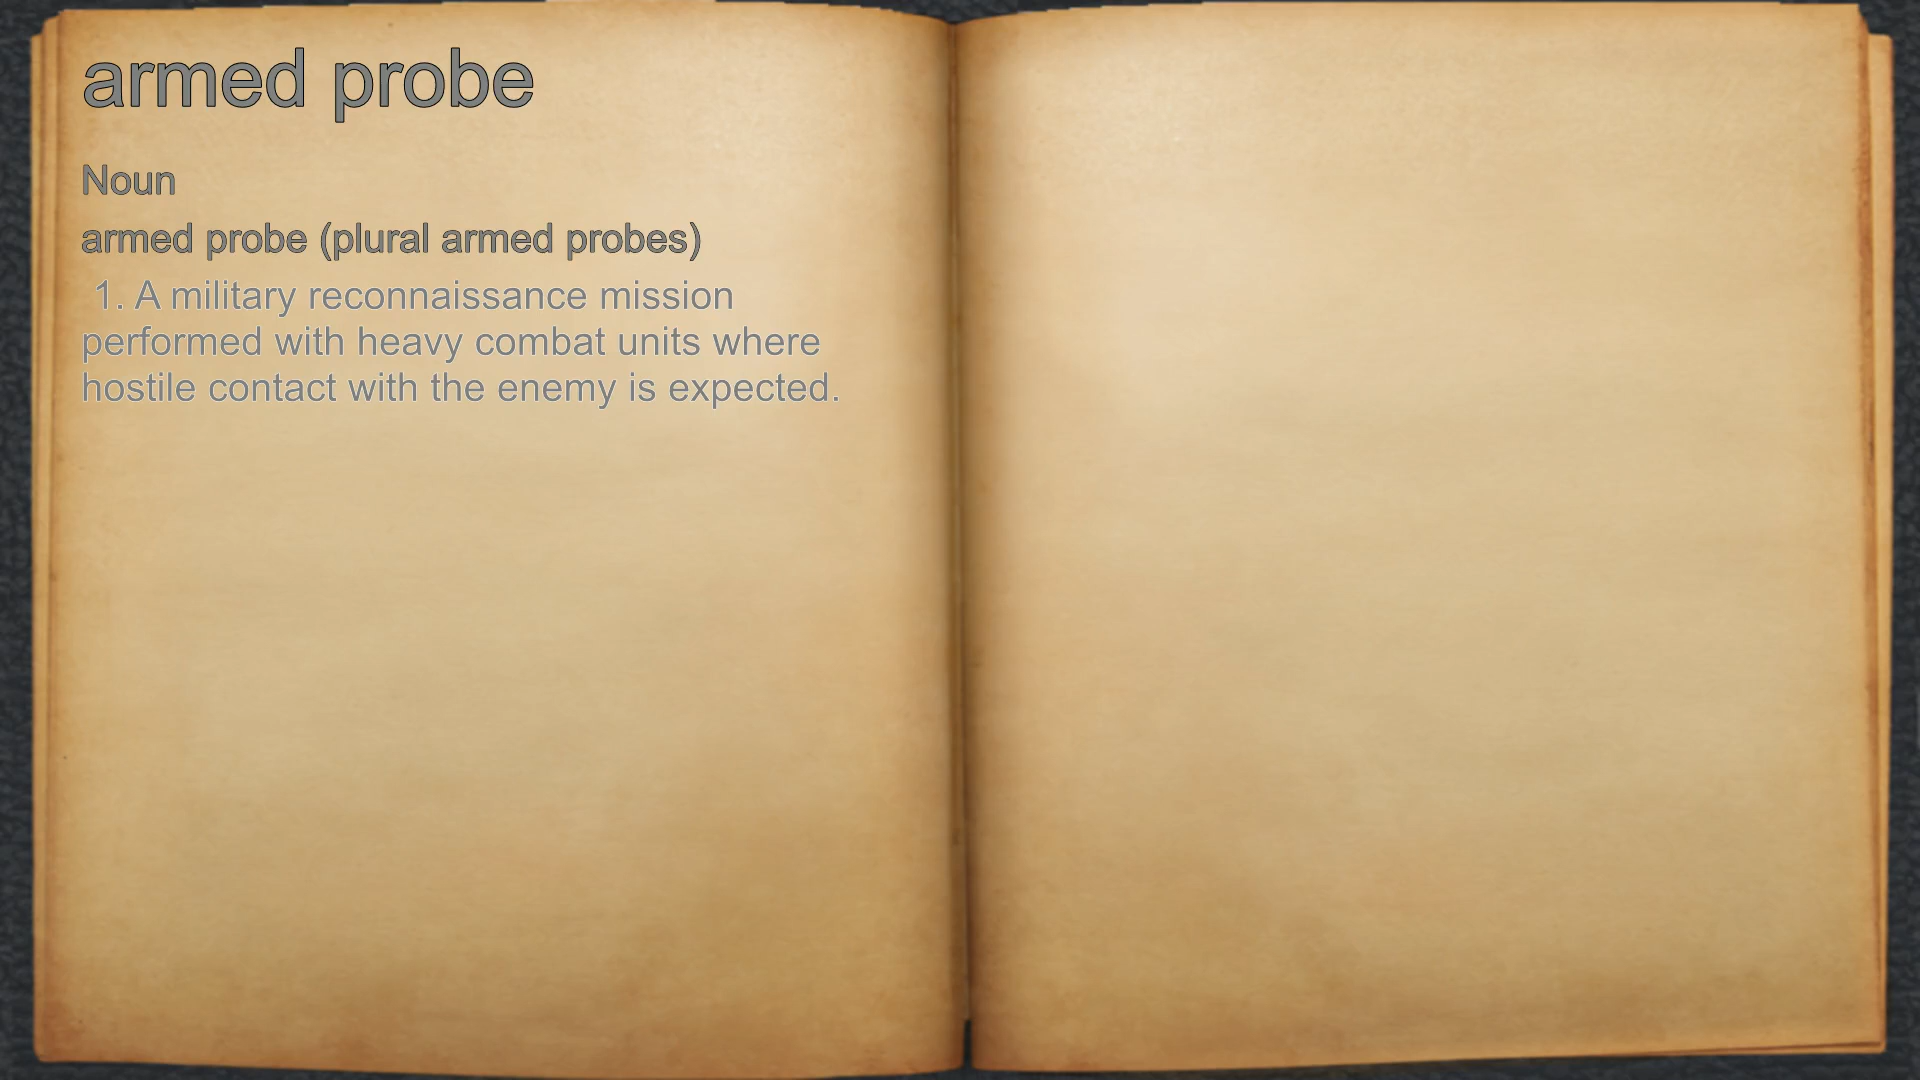 armed probe
Noun
armed probe (plural armed probes)
1. A military reconnaissance mission
performed with heavy combat units where
hostile contact with the enemy is expected.